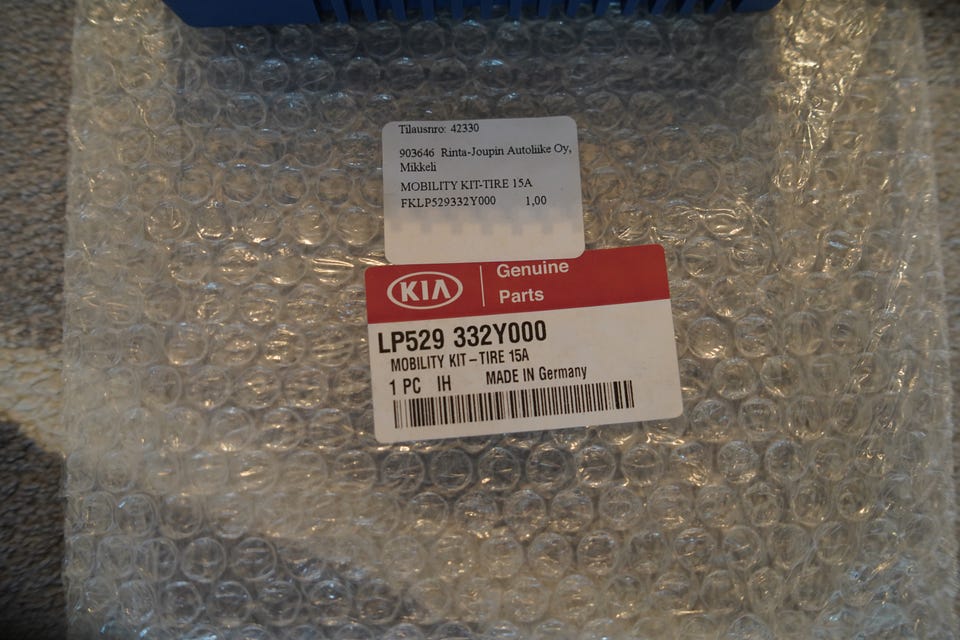 Tilausnro: 42330
903646 Rinta-Joupin Autoliike Oy,
Mikkeli
MOBILITY KIT-TIRE 15A
FKLP529332Y000 1,00
KIA
Genuine
Parts
LP529 332Y000
MOBILITY KIT – TIRE 15A
1 PC IH MADE IN Germany